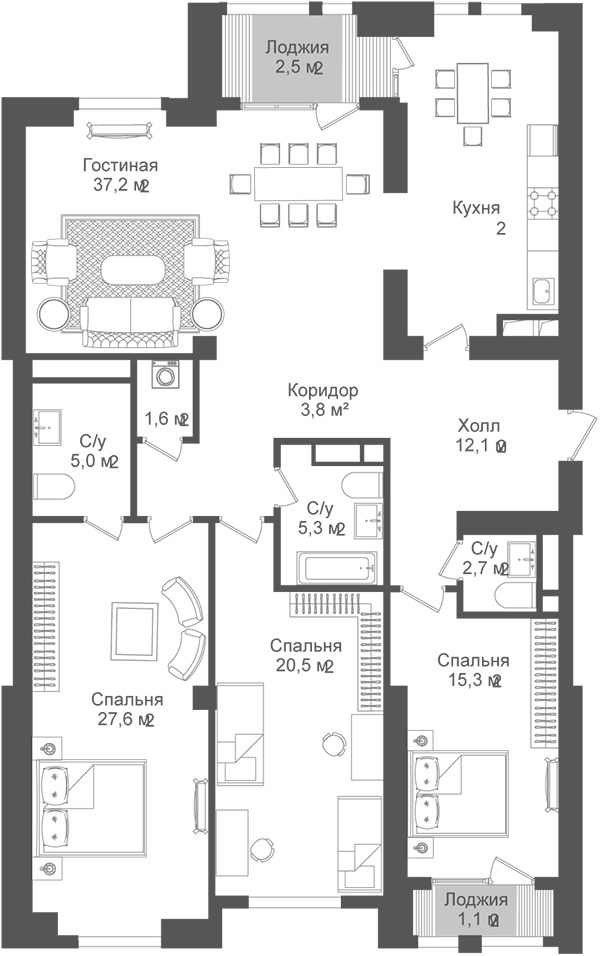 Лоджия
2,5 м2
Гостиная
37,2 м2
Кухня
2
Коридор
3,8 м²
1,6 м2
Холл
12,1 м2
С/у
5,0 м2
С/у
5,3 м2
С/у
2,7 м2
Спальня
27,6 м2
Спальня
20,5 м2
Спальня
15,3 м2
Лоджия
1,1 м2